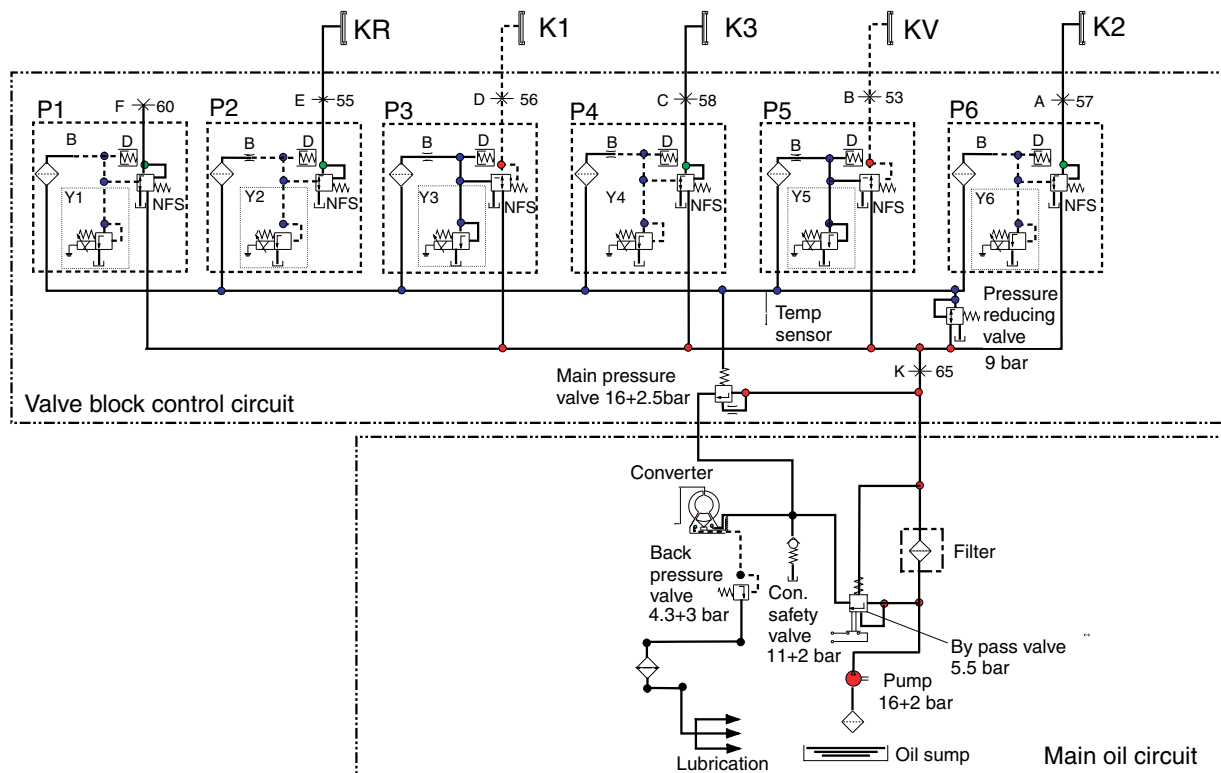 KR K1 K3 KV K2
P1 F 60 P2 E 55 P3 D 56 P4 C 58 P5 B 53 P6 A 57
B D B D B D B D B D B D
Y1 Y2 Y3 Y4 Y5 Y6
NFS NFS NFS NFS NFS NFS
Temp
sensor
Pressure
reducing
valve
9 bar
Main pressure
valve 16+2.5bar
K 65
Valve block control circuit
Converter
Filter
Back
pressure
valve
4.3+3 bar
Con.
safety
valve
11+2 bar
By pass valve
5.5 bar
Pump
16+2 bar
Lubrication
Oil sump
Main oil circuit